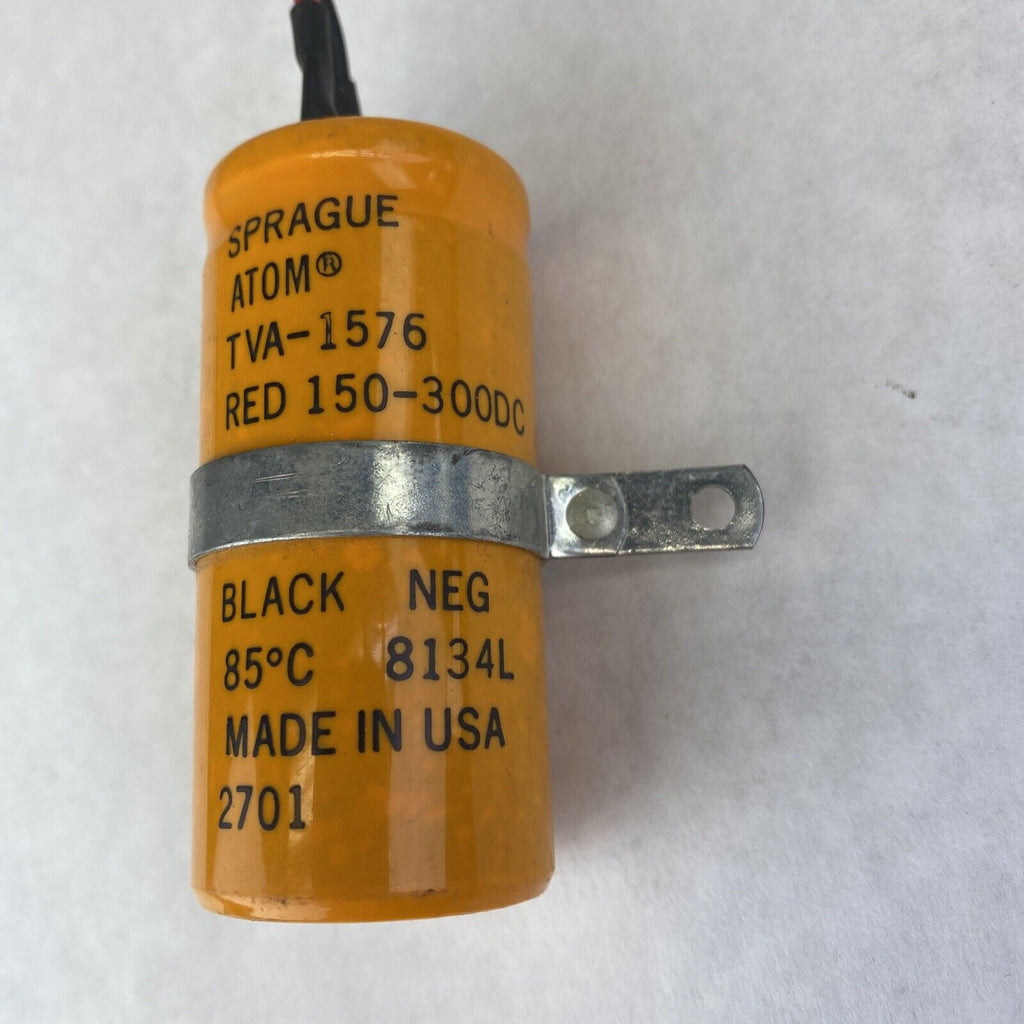 SPRAGUE
ATOM®
TVA-1576
RED 150-300DC
BLACK NEG
85°C 8134L
MADE IN USA
2701